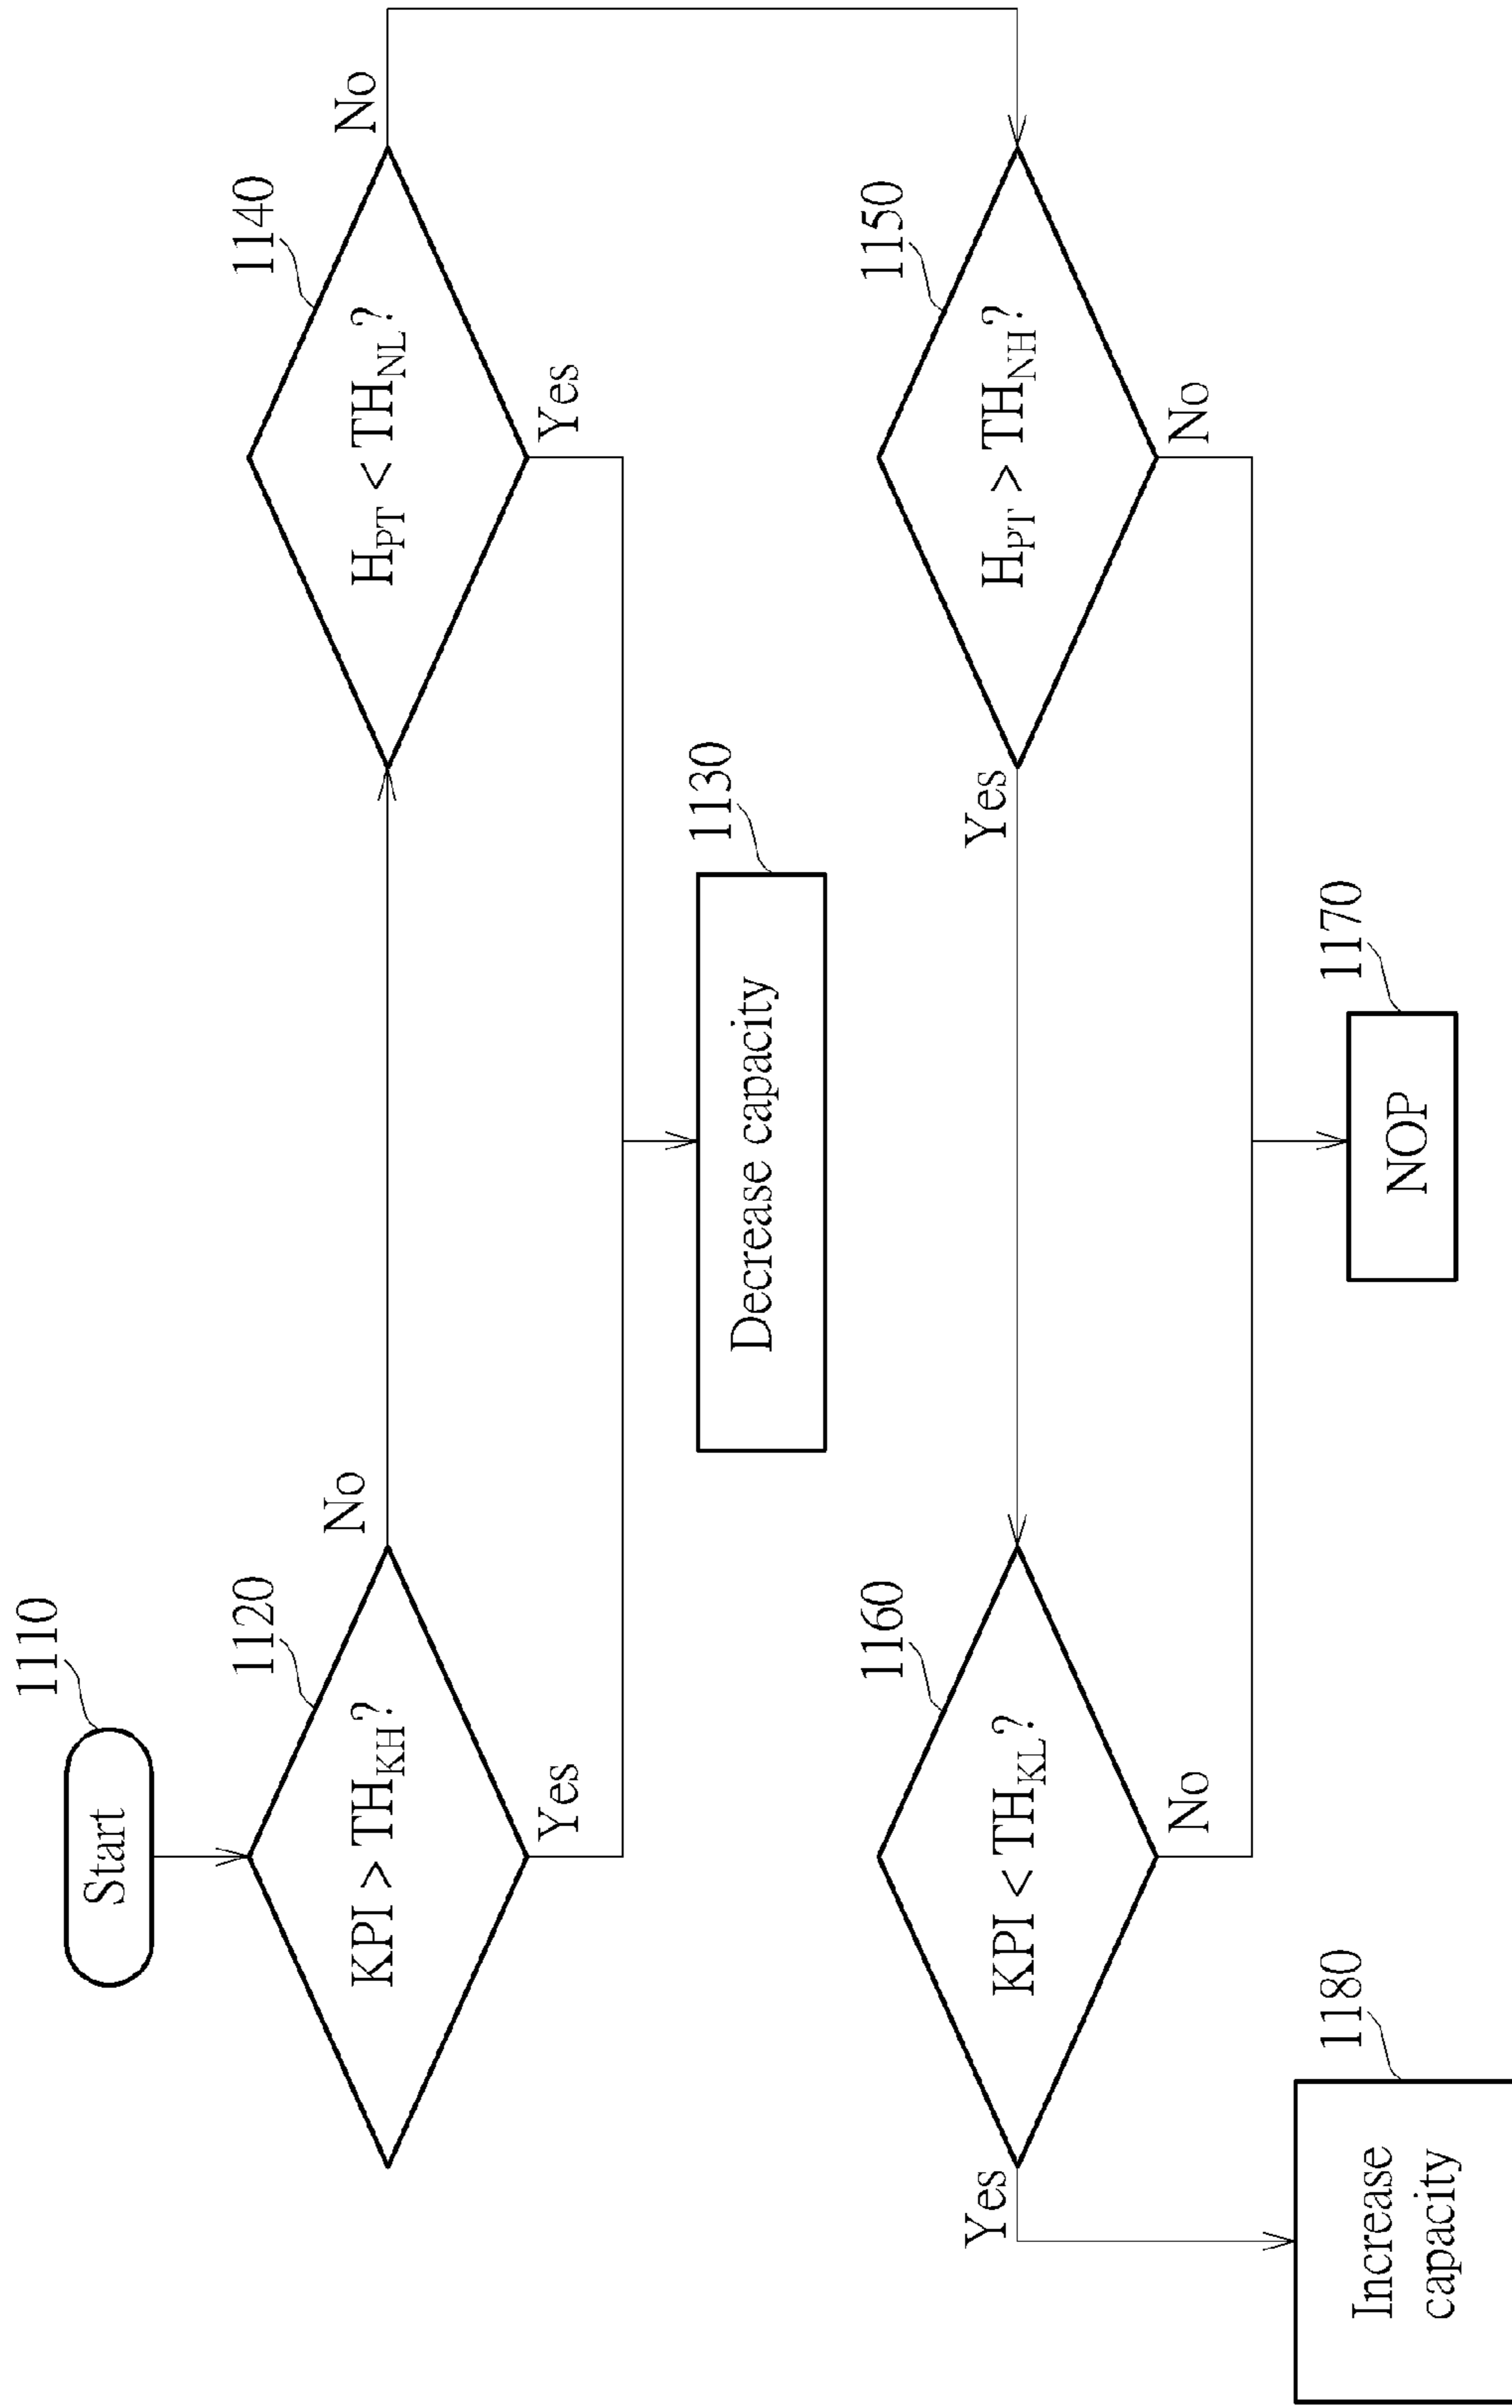 1110
Start
1120
KPI > TH_KH?
No
Yes
1140
H_PT < TH_NL?
No
Yes
1130
Decrease capacity
1150
H_PT > TH_NH?
Yes
No
1160
KPI < TH_KL?
Yes
No
1170
NOP
1180
Increase
capacity